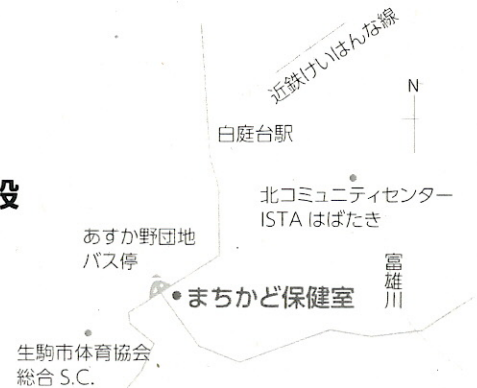 近鉄けいはんな線
N
白庭台駅
北コミュニティセンター
ISTA はばたき
設
あすか野団地
バス停
富雄川
まちかど保健室
生駒市体育協会
総合 S.C.